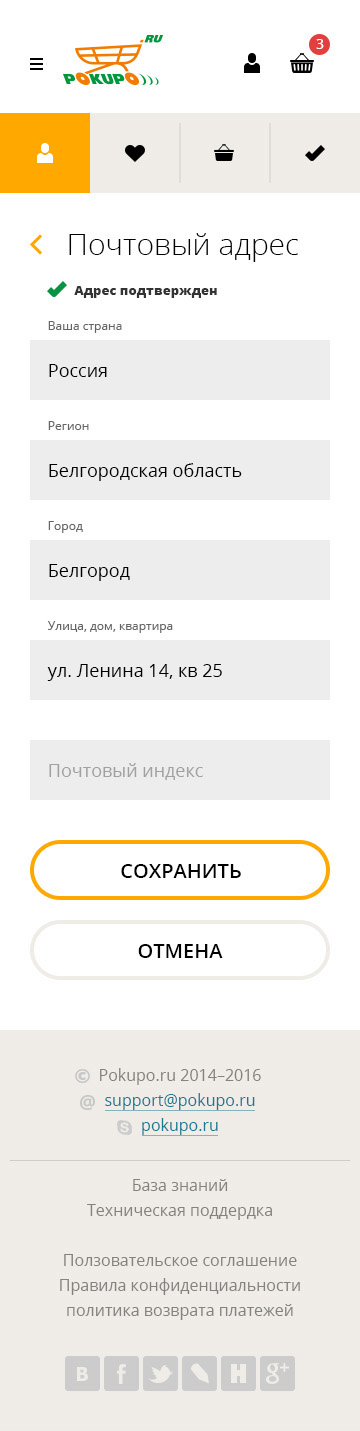 POKUPO.RU
3
Почтовый адрес
Адрес подтвержден
Ваша страна
Россия
Регион
Белгородская область
Город
Белгород
Улица, дом, квартира
ул. Ленина 14, кв 25
Почтовый индекс
СОХРАНИТЬ
ОТМЕНА
© Pokupo.ru 2014–2016
@ support@pokupo.ru
pokupo.ru
База знаний
Техническая поддердка
Ползовательское соглашение
Правила конфиденциальности
политика возврата платежей